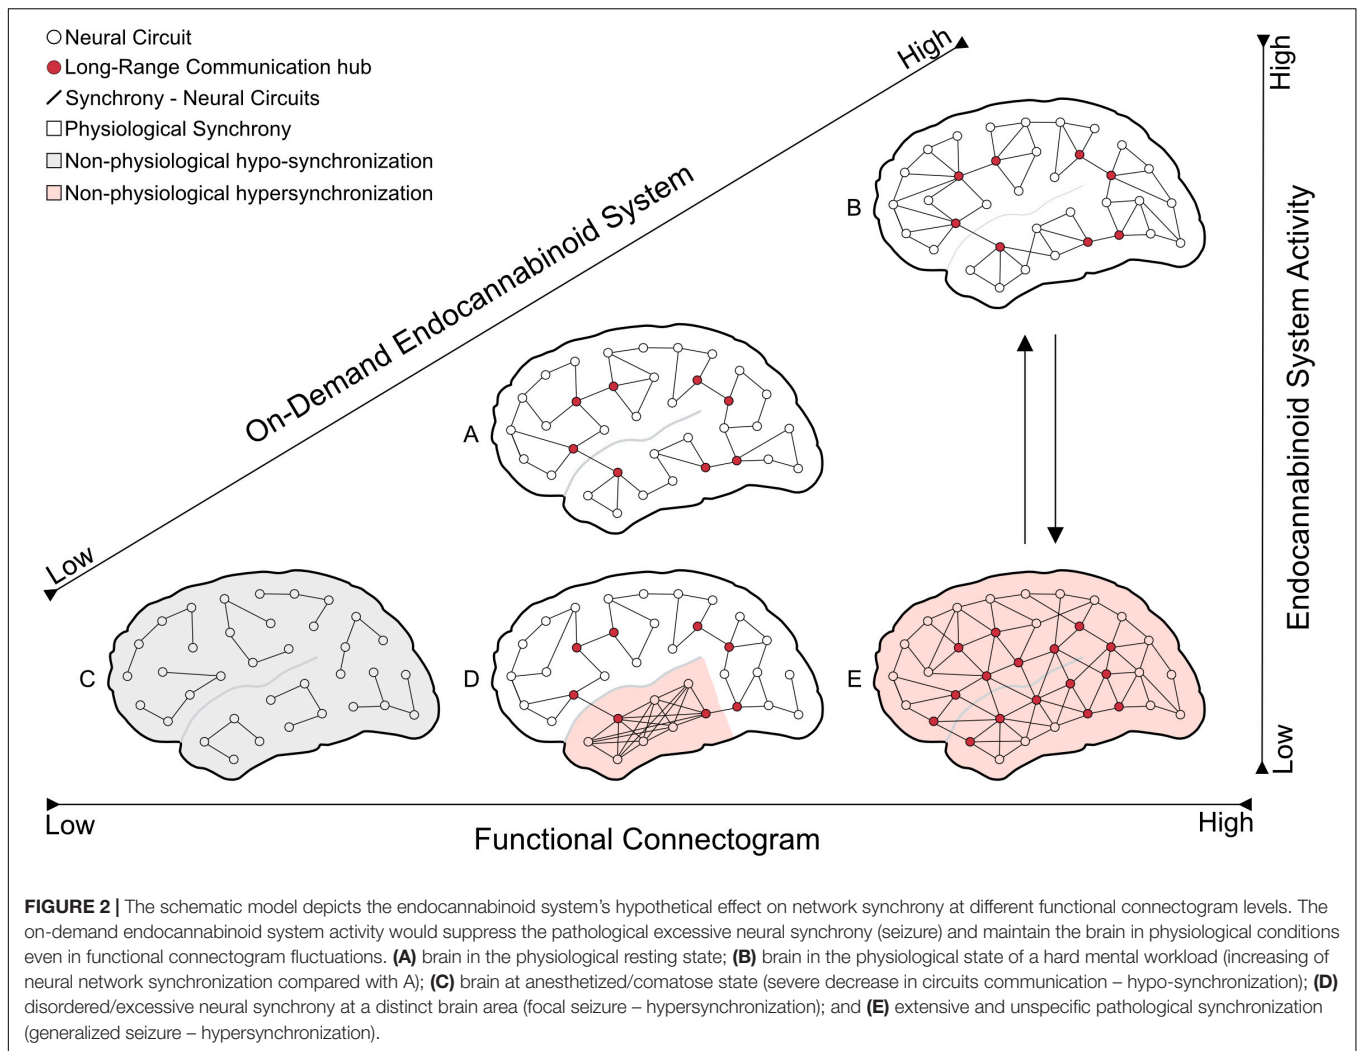 Neural Circuit
Long-Range Communication hub
Synchrony - Neural Circuits
Physiological Synchrony
Non-physiological hypo-synchronization
Non-physiological hypersynchronization
High
On-Demand Endocannabinoid System
Low
High
Endocannabinoid System Activity
Low
B
A
C
D
E
Low
High
Functional Connectogram
FIGURE 2 | The schematic model depicts the endocannabinoid system’s hypothetical effect on network synchrony at different functional connectogram levels. The
on-demand endocannabinoid system activity would suppress the pathological excessive neural synchrony (seizure) and maintain the brain in physiological conditions
even in functional connectogram fluctuations. (A) brain in the physiological resting state; (B) brain in the physiological state of a hard mental workload (increasing of
neural network synchronization compared with A); (C) brain at anesthetized/comatose state (severe decrease in circuits communication – hypo-synchronization); (D)
disordered/excessive neural synchrony at a distinct brain area (focal seizure – hypersynchronization); and (E) extensive and unspecific pathological synchronization
(generalized seizure – hypersynchronization).